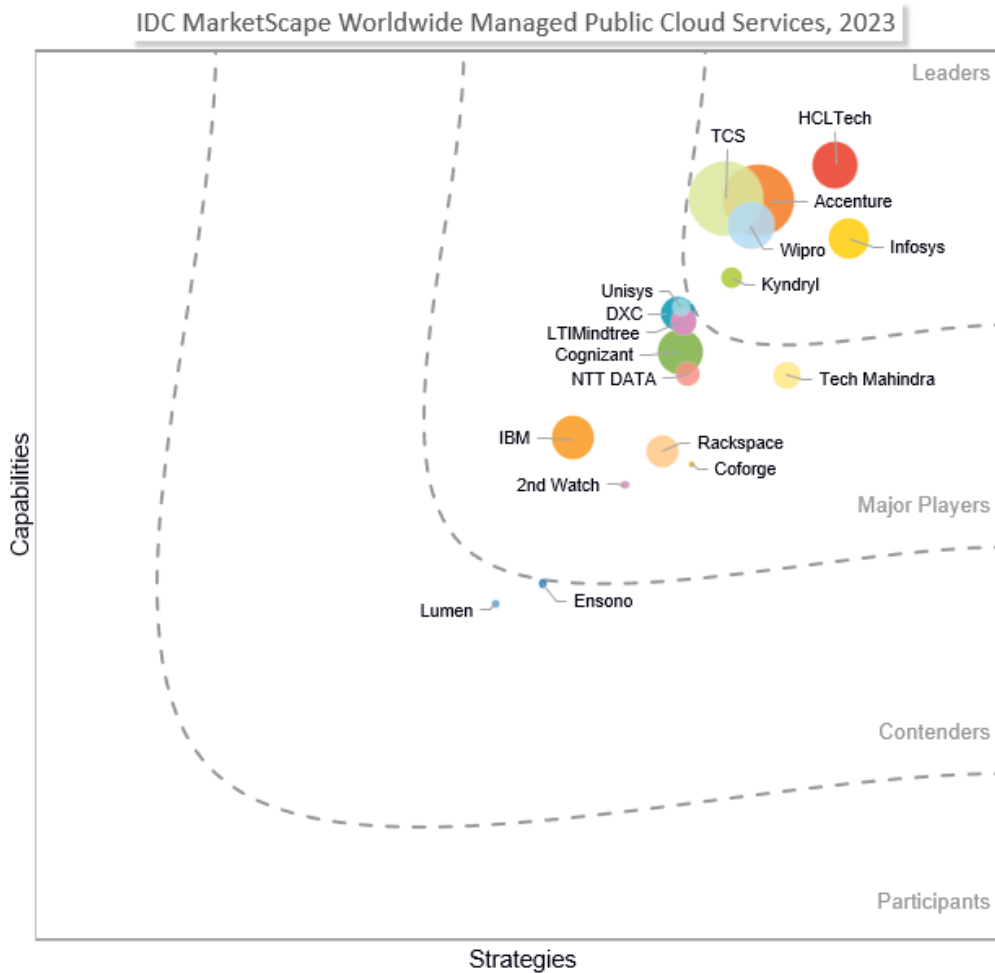 IDC MarketScape Worldwide Managed Public Cloud Services, 2023
Leaders
HCLTech
TCS
Accenture
Wipro
Infosys
Kyndryl
Unisys
DXC
LTIMindtree
Cognizant
NTT DATA
Tech Mahindra
IBM
Rackspace
Coforge
2nd Watch
Major Players
Capabilities
Ensono
Lumen
Contenders
Participants
Strategies